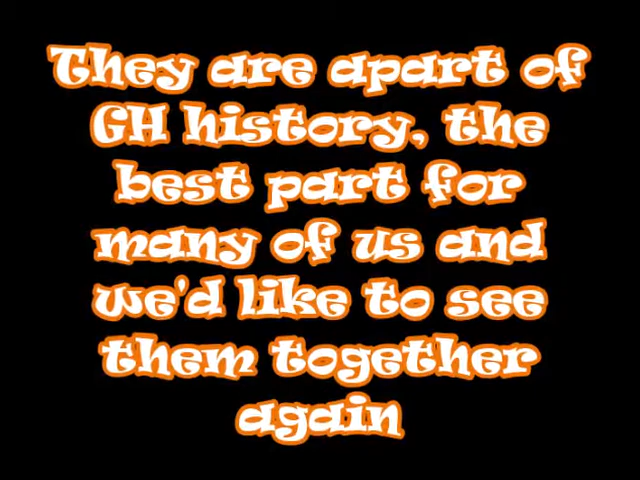 They are apart of
GH history, the
best part for
many of us and
we'd like to see
them together
again